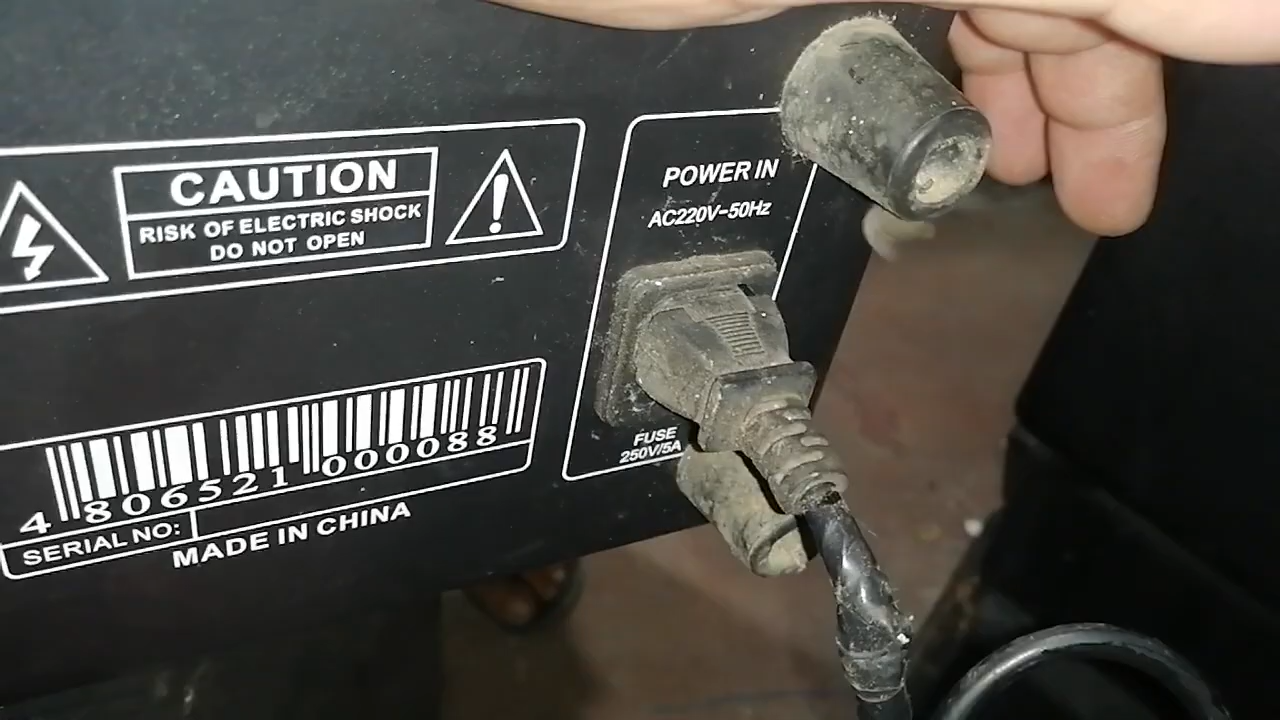 CAUTION
RISK OF ELECTRIC SHOCK
DO NOT OPEN
POWER IN
AC220V-50Hz
FUSE
250V/5A
4 806521 000088
SERIAL NO:
MADE IN CHINA